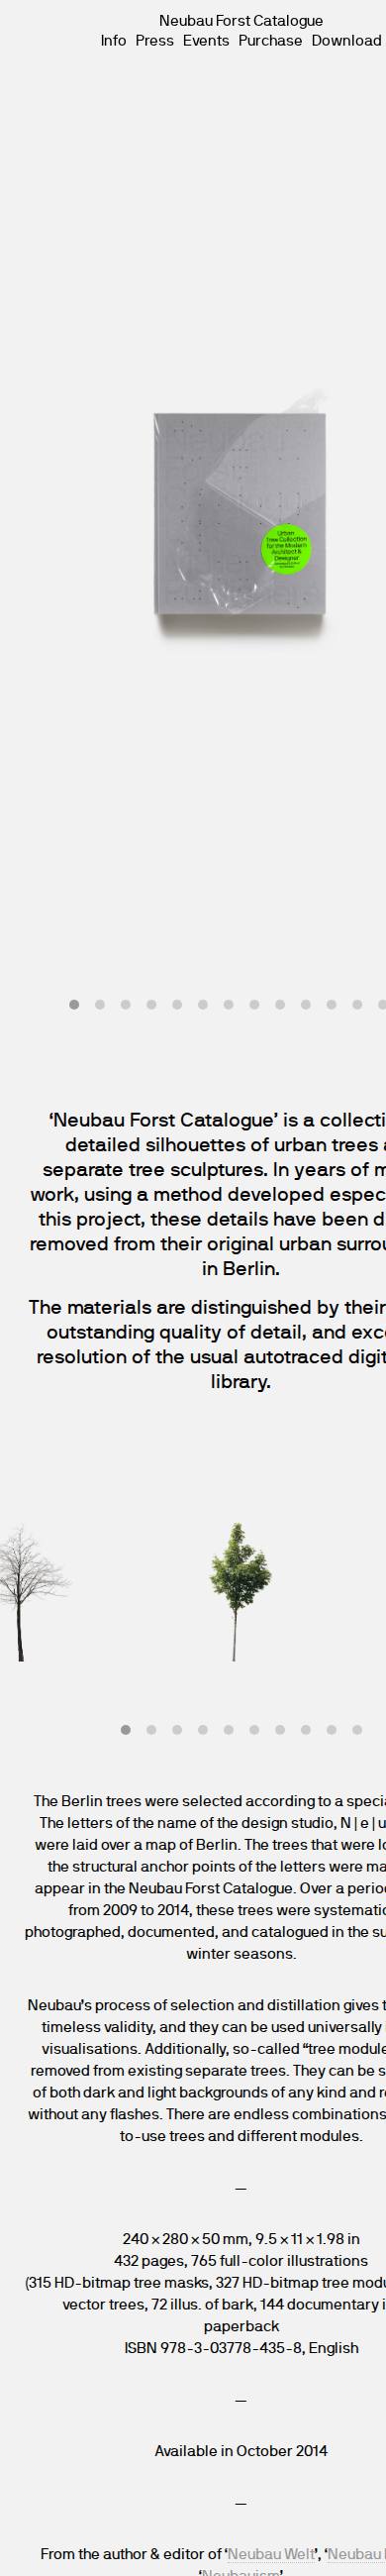 Neubau Forst Catalogue
Info Press Events Purchase Download
Urban
Tree Collection
for the Modern
Architect &
Designer
‘Neubau Forst Catalogue’ is a collecti
detailed silhouettes of urban trees a
separate tree sculptures. In years of m
work, using a method developed espec
this project, these details have been d
removed from their original urban surrou
in Berlin.
The materials are distinguished by their
outstanding quality of detail, and exce
resolution of the usual autotraced digit
library.
The Berlin trees were selected according to a specia
The letters of the name of the design studio, N | e | u
were laid over a map of Berlin. The trees that were lo
the structural anchor points of the letters were ma
appear in the Neubau Forst Catalogue. Over a perio
from 2009 to 2014, these trees were systematic
photographed, documented, and catalogued in the su
winter seasons.
Neubau’s process of selection and distillation gives t
timeless validity, and they can be used universally
visualisations. Additionally, so-called “tree module
removed from existing separate trees. They can be s
of both dark and light backgrounds of any kind and re
without any flashes. There are endless combinations
to-use trees and different modules.
—
240 × 280 × 50 mm, 9.5 × 11 × 1.98 in
432 pages, 765 full-color illustrations
(315 HD-bitmap tree masks, 327 HD-bitmap tree modu
vector trees, 72 illus. of bark, 144 documentary i
paperback
ISBN 978-3-03778-435-8, English
—
Available in October 2014
—
From the author & editor of ‘Neubau Welt’, ‘Neubau
‘Neubauism’